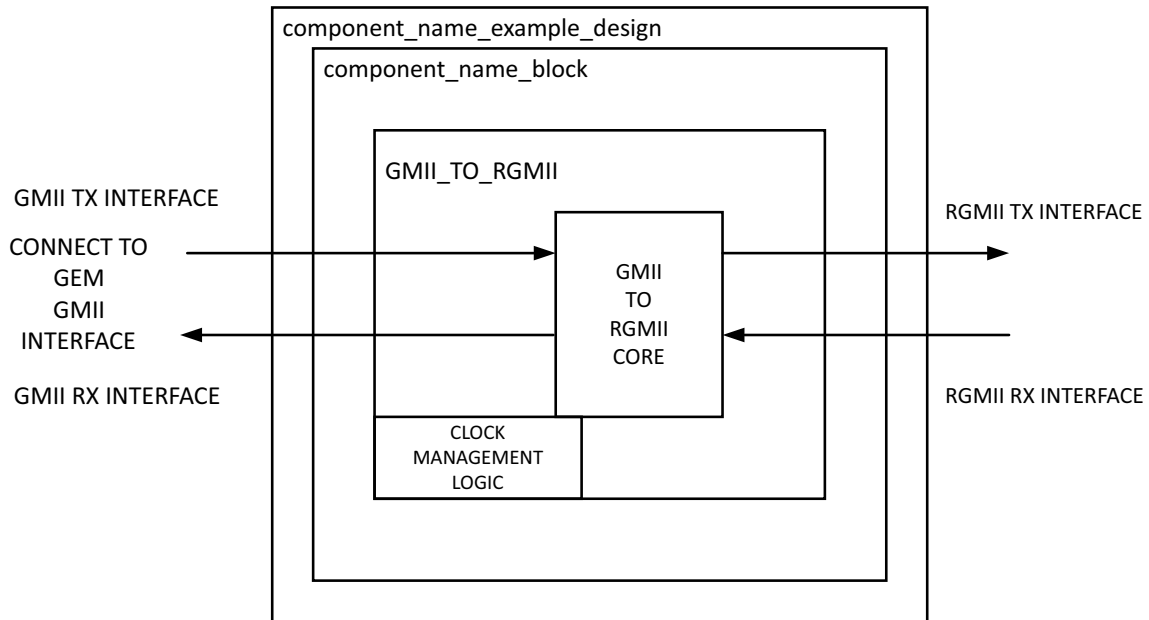 component_name_example_design
component_name_block
GMII_TO_RGMII
GMII TX INTERFACE
CONNECT TO
GEM
GMII
INTERFACE
GMII RX INTERFACE
GMII
TO
RGMII
CORE
CLOCK
MANAGEMENT
LOGIC
RGMII TX INTERFACE
RGMII RX INTERFACE